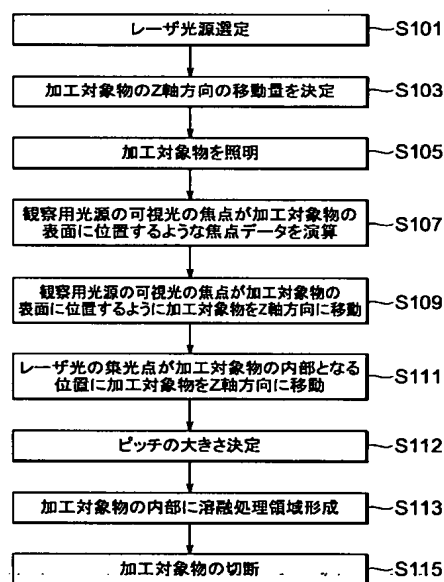 レーザ光源選定
S101
加工対象物のZ軸方向の移動量を決定
S103
加工対象物を照明
S105
観察用光源の可視光の焦点が加工対象物の
表面に位置するような焦点データを演算
S107
観察用光源の可視光の焦点が加工対象物の
表面に位置するように加工対象物をZ軸方向に移動
S109
レーザ光の集光点が加工対象物の内部となる
位置に加工対象物をZ軸方向に移動
S111
ピッチの大きさ決定
S112
加工対象物の内部に溶融処理領域形成
S113
加工対象物の切断
S115